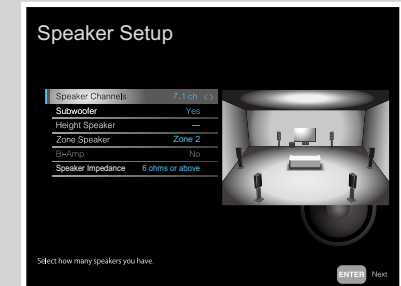 Speaker Setup
Speaker Channels 7.1 ch < >
Subwoofer Yes
Height Speaker ---
Zone Speaker Zone 2
Bi-Amp No
Speaker Impedance 6 ohms or above
Select how many speakers you have.
ENTER Next